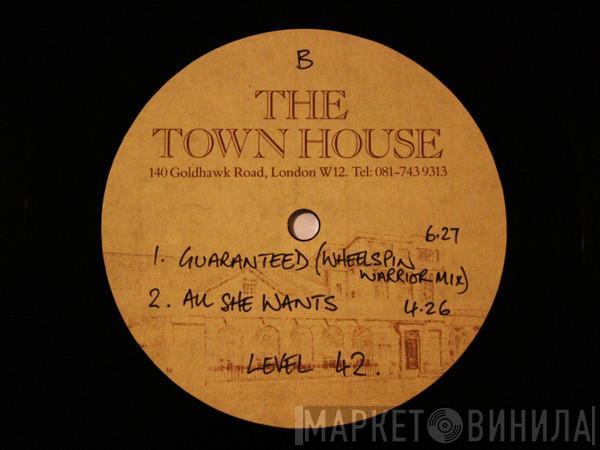 B
THE
TOWN HOUSE
140 Goldhawk Road, London W12. Tel: 081-743 9313
6.27
1. GUARANTEED (WHEELSPIN
WARRIOR MIX)
2. ALL SHE WANTS 4.26
LEVEL 42.
МАРКЕТ ВИНИЛА